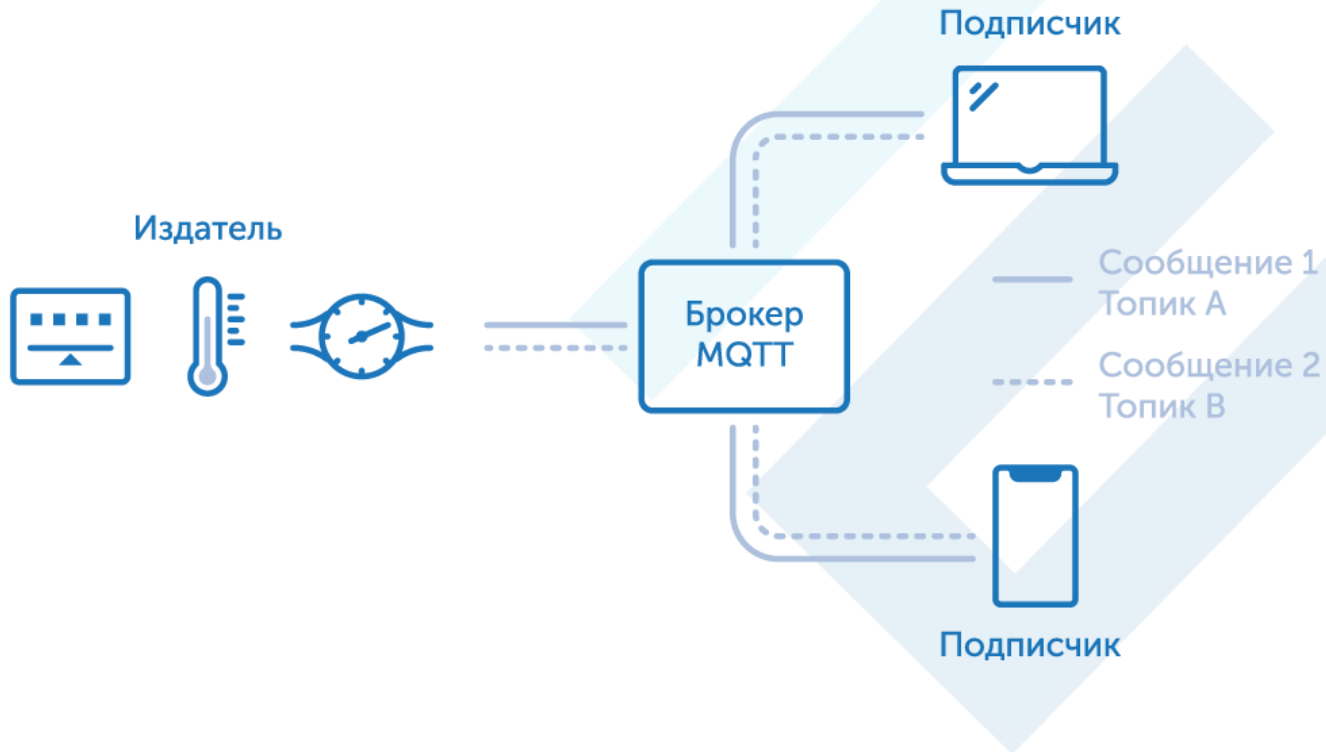 Подписчик
Издатель
Брокер
MQTT
Сообщение 1
Топик A
Сообщение 2
Топик B
Подписчик